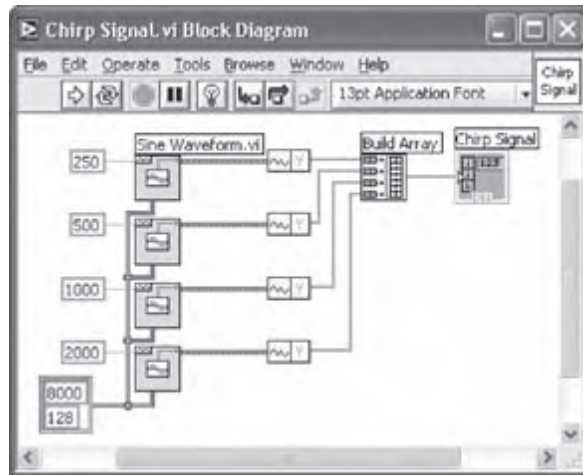 Chirp Signal.vi Block Diagram
File Edit Operate Tools Browse Window Help
Chirp Signal
13pt Application Font
Sine Waveform.vi
Build Array
Chirp Signal
250
500
1000
2000
8000
128